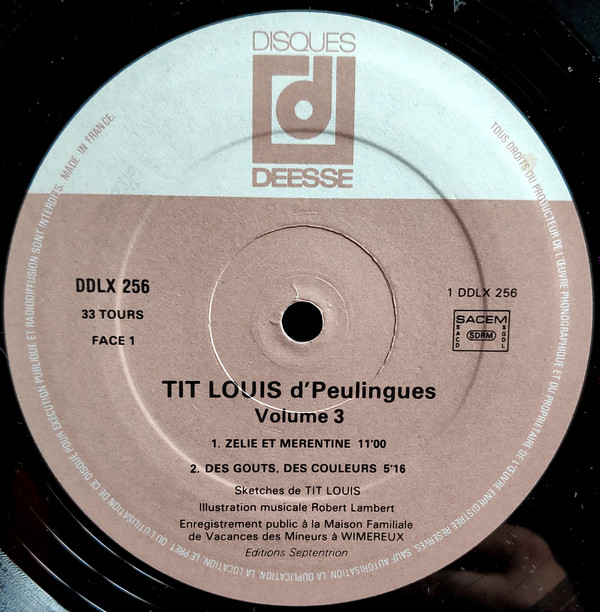 DISQUES
d
DEESSE
DDLX 256
33 TOURS
FACE 1
1 DDLX 256
SACEM
SACD
SDRM
SGDL
TIT LOUIS d'Peulingues
Volume 3
1. ZELIE ET MERENTINE 11'00
2. DES GOUTS, DES COULEURS 5'16
Sketches de TIT LOUIS
Illustration musicale Robert Lambert
Enregistrement public à la Maison Familiale
de Vacances des Mineurs à WIMEREUX
Editions Septentrion
TOUS DROITS DU PRODUCTEUR DE L'ŒUVRE PHONOGRAPHIQUE ET DU PROPRIETAIRE DE L'ŒUVRE ENREGISTREE RESERVES. SAUF AUTORISATION, LA DUPLICATION, LA LOCATION, LE PRET OU L'UTILISATION DE CE DISQUE POUR EXECUTION PUBLIQUE ET RADIODIFFUSION SONT INTERDITS. MADE IN FRANCE.